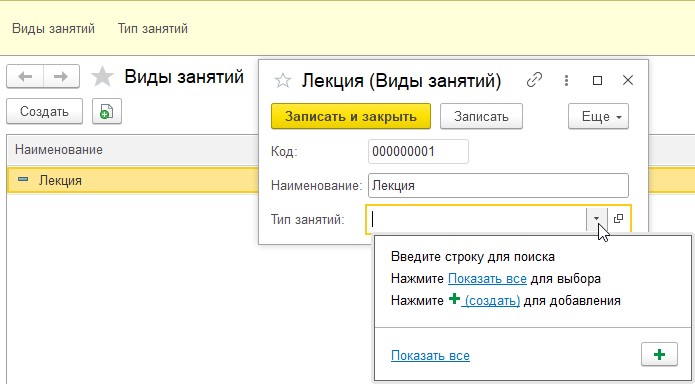 Виды занятий Тип занятий
Виды занятий
Создать
Наименование
Лекция
Лекция (Виды занятий)
Записать и закрыть Записать Еще
Код: 000000001
Наименование: Лекция
Тип занятий:
Введите строку для поиска
Нажмите Показать все для выбора
Нажмите + (создать) для добавления
Показать все